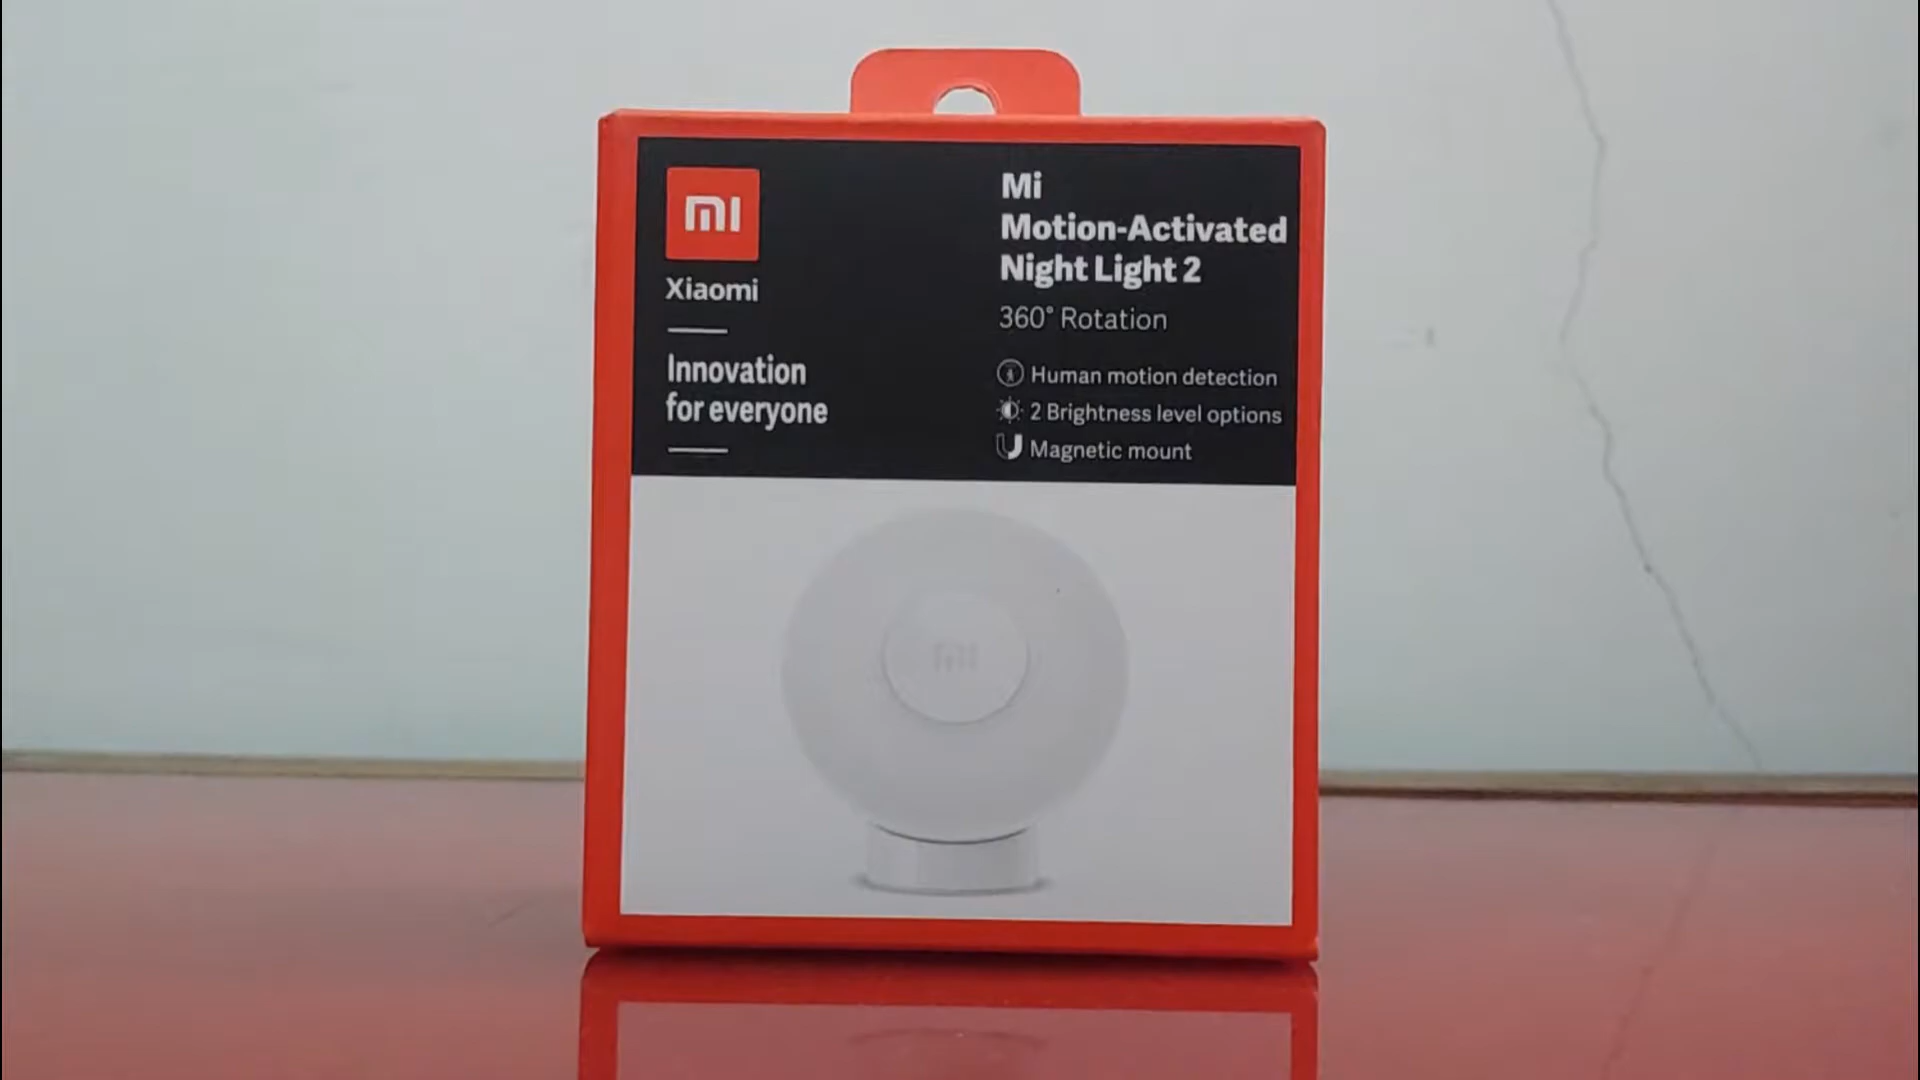 mi
Xiaomi
Innovation
for everyone
Mi
Motion-Activated
Night Light 2
360° Rotation
Human motion detection
2 Brightness level options
Magnetic mount
mi